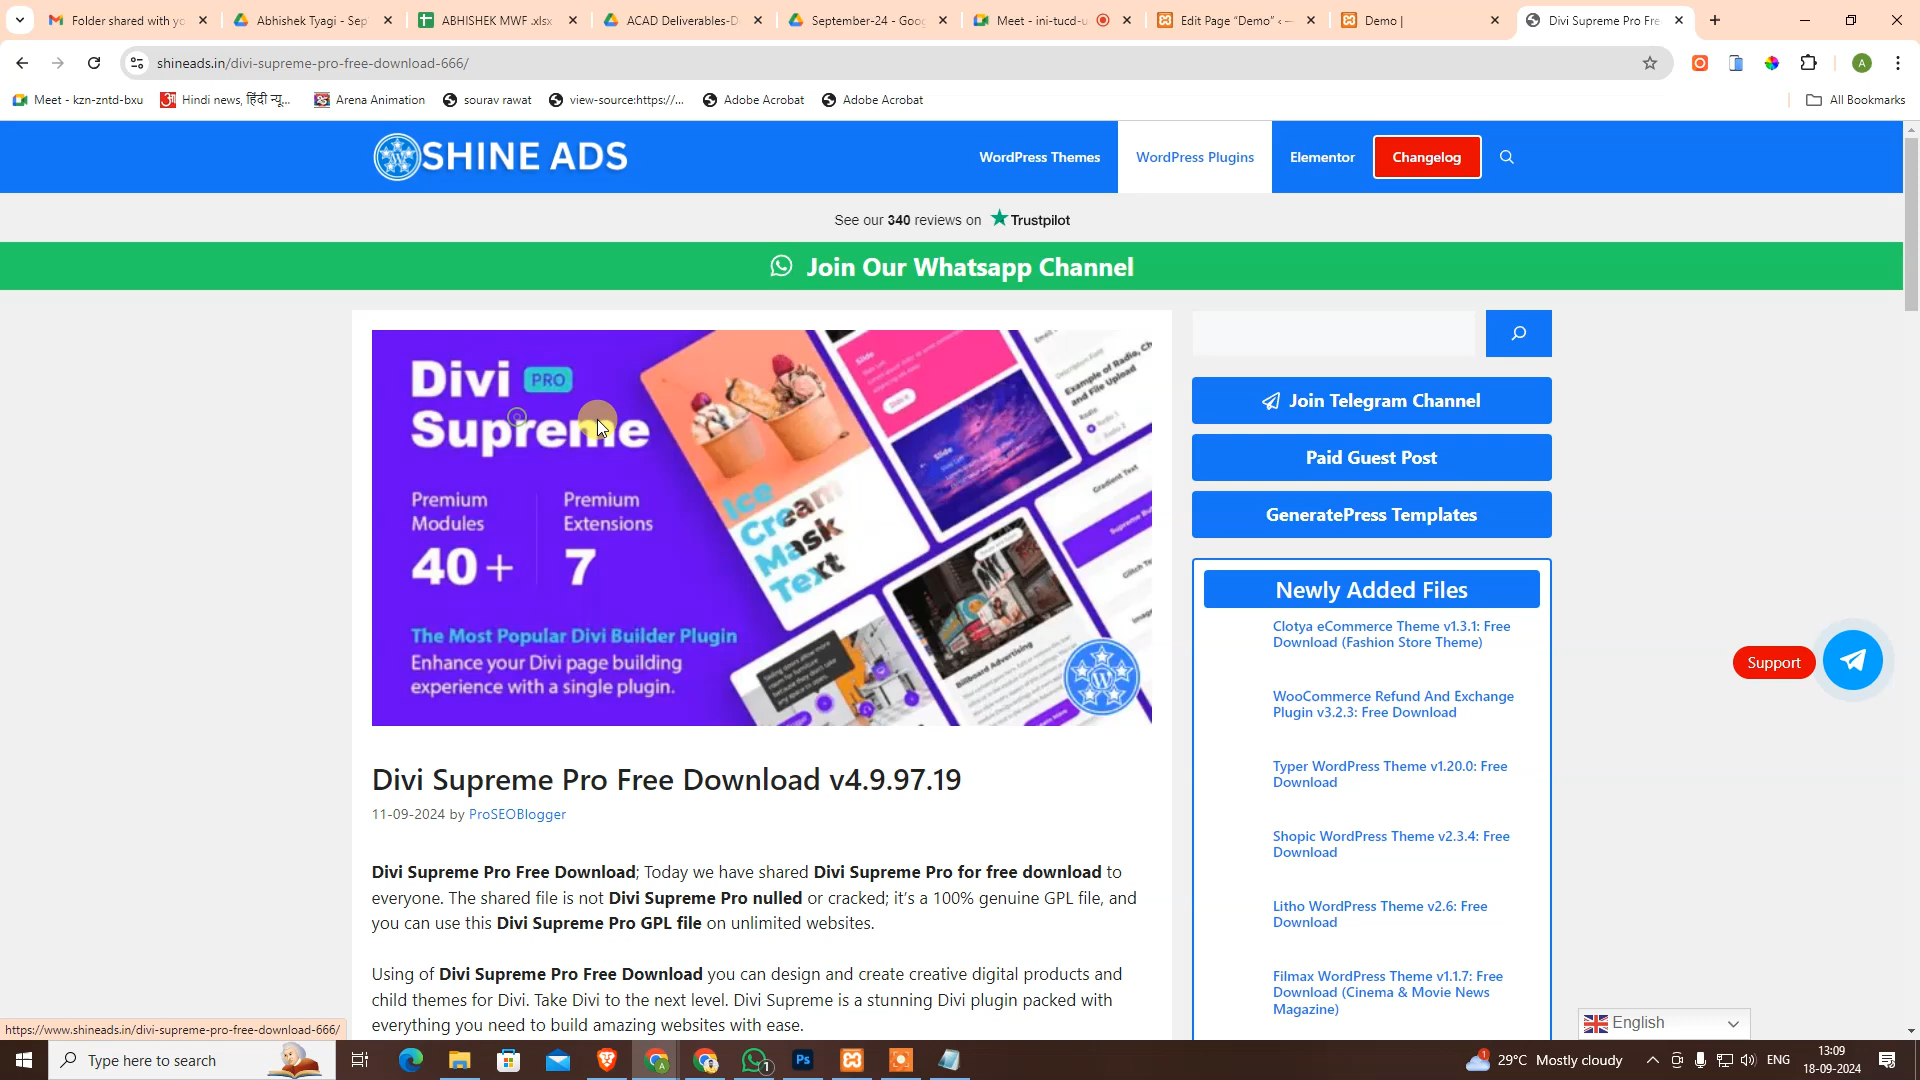 Folder shared with yo
Abhishek Tyagi - Sep
ABHISHEK MWF .xlsx
ACAD Deliverables-D
September-24 - Goog
Meet - ini-tucd-u
Edit Page “Demo” ‹ —
Demo |
Divi Supreme Pro Fre
shineads.in/divi-supreme-pro-free-download-666/
A
Meet - kzn-zntd-bxu
Hindi news, हिंदी न्यू...
Arena Animation
sourav rawat
view-source:https://...
Adobe Acrobat
Adobe Acrobat
All Bookmarks
SHINE ADS
WordPress Themes
WordPress Plugins
Elementor
Changelog
See our 340 reviews on Trustpilot
Join Our Whatsapp Channel
Divi PRO
Supreme
Premium
Modules
40+
Premium
Extensions
7
The Most Popular Divi Builder Plugin
Enhance your Divi page building
experience with a single plugin.
Ice
Cream
Mask
Text
Slide
Slide
Example of Radio, Ch
and File Upload
Gradient Text
Billboard Advertising
Join Telegram Channel
Paid Guest Post
GeneratePress Templates
Newly Added Files
Clotya eCommerce Theme v1.3.1: Free
Download (Fashion Store Theme)
WooCommerce Refund And Exchange
Plugin v3.2.3: Free Download
Typer WordPress Theme v1.20.0: Free
Download
Shopic WordPress Theme v2.3.4: Free
Download
Litho WordPress Theme v2.6: Free
Download
Filmax WordPress Theme v1.1.7: Free
Download (Cinema & Movie News
Magazine)
Support
Divi Supreme Pro Free Download v4.9.97.19
11-09-2024 by ProSEOBlogger
Divi Supreme Pro Free Download; Today we have shared Divi Supreme Pro for free download to
everyone. The shared file is not Divi Supreme Pro nulled or cracked; it’s a 100% genuine GPL file, and
you can use this Divi Supreme Pro GPL file on unlimited websites.
Using of Divi Supreme Pro Free Download you can design and create creative digital products and
child themes for Divi. Take Divi to the next level. Divi Supreme is a stunning Divi plugin packed with
everything you need to build amazing websites with ease.
https://www.shineads.in/divi-supreme-pro-free-download-666/
English
Type here to search
29°C Mostly cloudy
ENG
13:09
18-09-2024